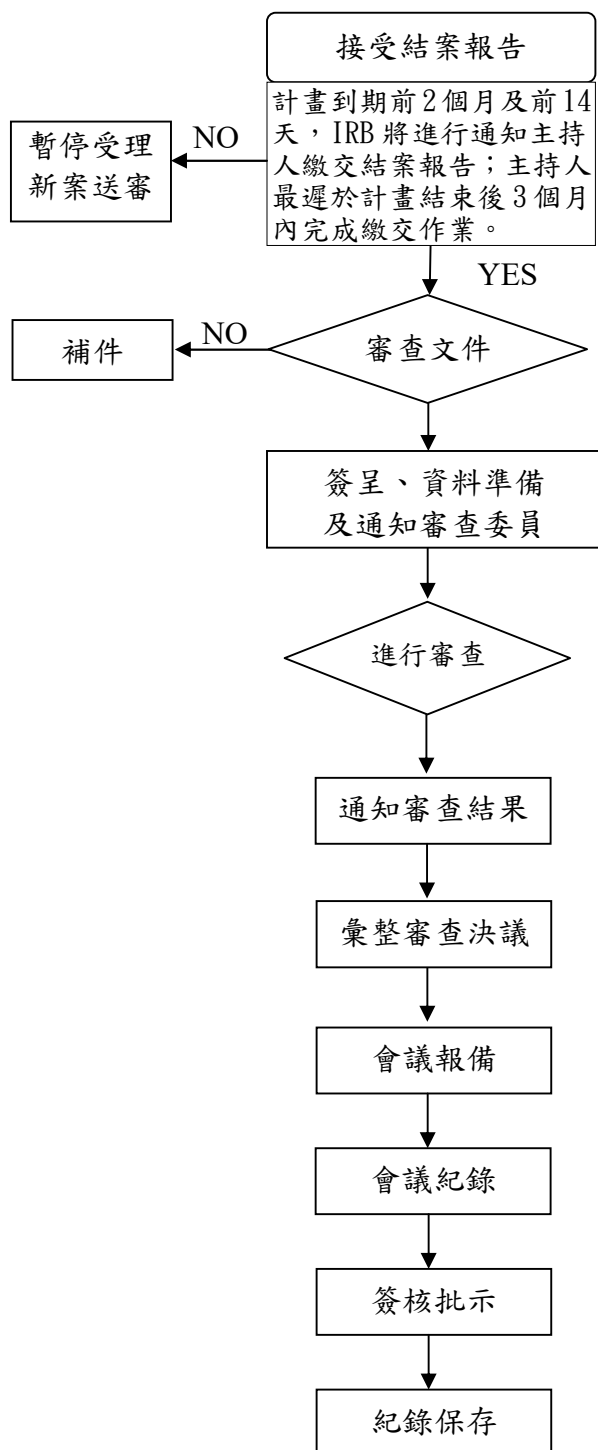 接受結案報告
計畫到期前2個月及前14
天，IRB將進行通知主持
人繳交結案報告；主持人
最遲於計畫結束後3個月
內完成繳交作業。
NO
暫停受理
新案送審
YES
審查文件
NO
補件
簽呈、資料準備
及通知審查委員
進行審查
通知審查結果
彙整審查決議
會議報備
會議紀錄
簽核批示
紀錄保存